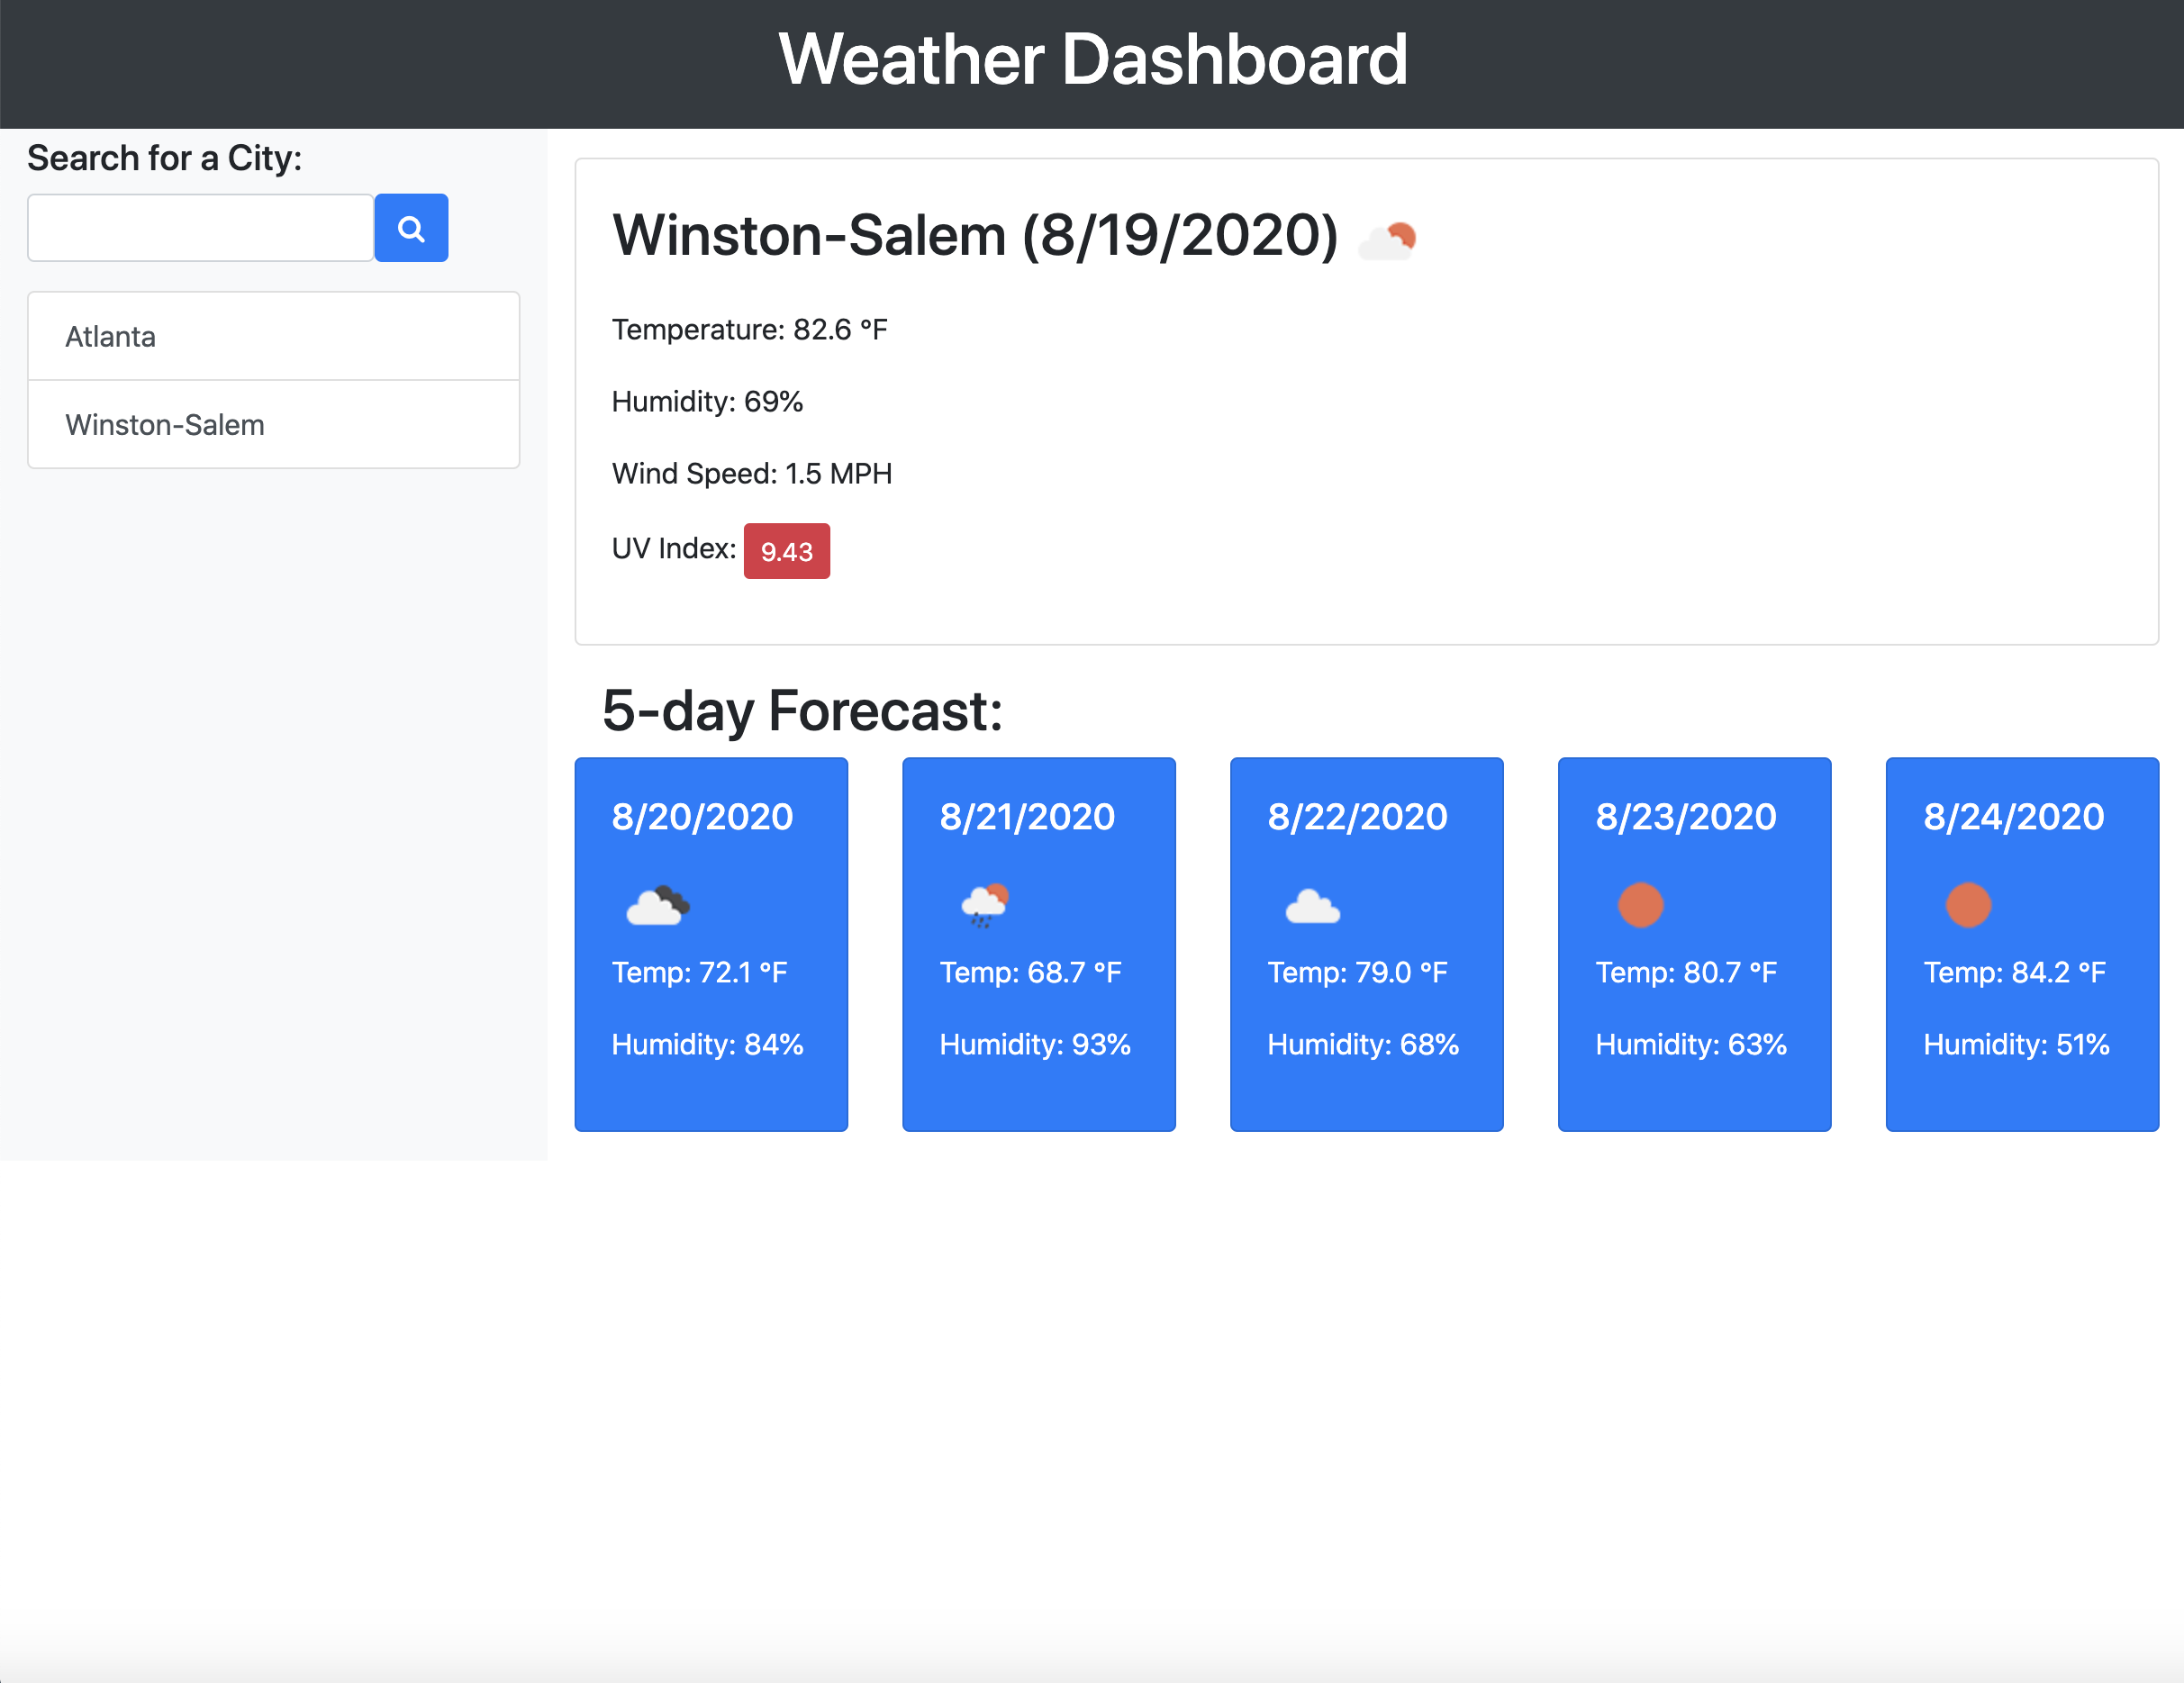 Weather Dashboard
Search for a City:
Atlanta
Winston-Salem
Winston-Salem (8/19/2020)
Temperature: 82.6 °F
Humidity: 69%
Wind Speed: 1.5 MPH
UV Index: 9.43
5-day Forecast:
8/20/2020
Temp: 72.1 °F
Humidity: 84%
8/21/2020
Temp: 68.7 °F
Humidity: 93%
8/22/2020
Temp: 79.0 °F
Humidity: 68%
8/23/2020
Temp: 80.7 °F
Humidity: 63%
8/24/2020
Temp: 84.2 °F
Humidity: 51%